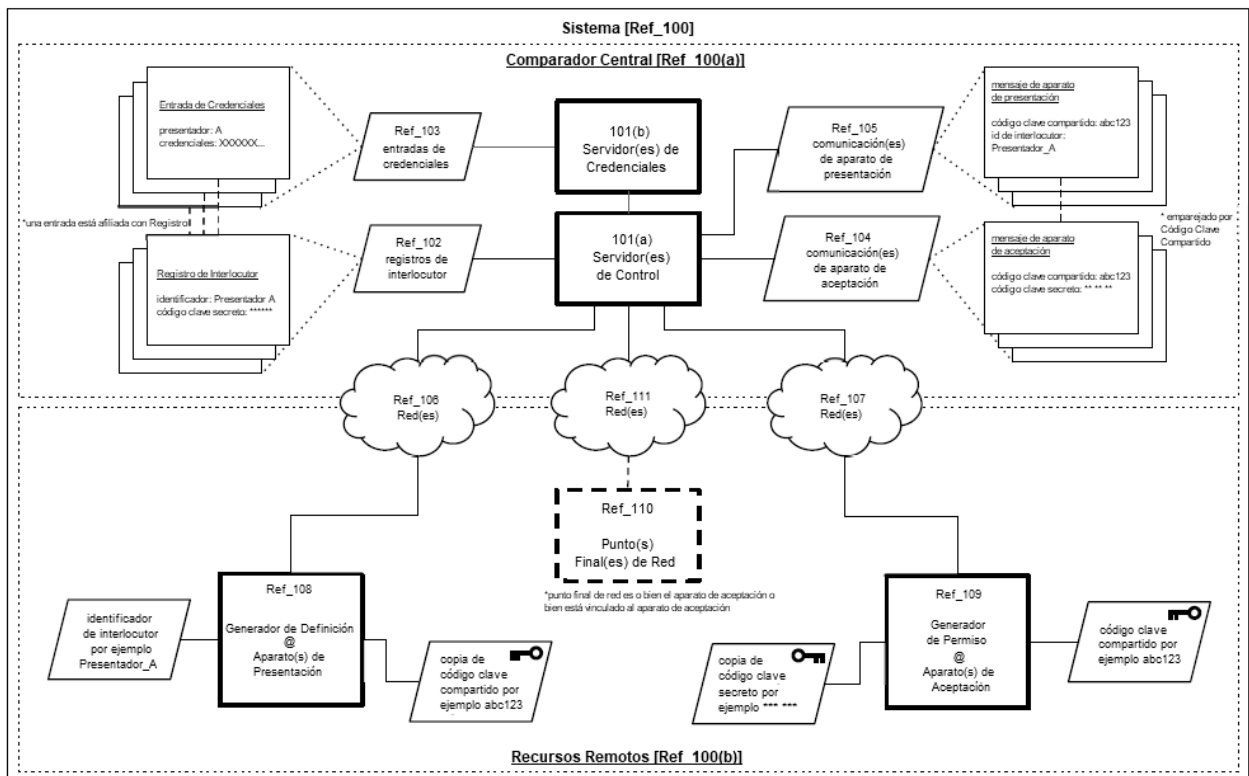 Sistema [Ref_100]
Comparador Central [Ref_100(a)]
Entrada de Credenciales
presentador: A
credenciales: XXXXXX...
Ref_103
entradas de
credenciales
101(b)
Servidor(es) de
Credenciales
Ref_105
comunicación(es)
de aparato de
presentación
mensaje de aparato
de presentación
código clave compartido: abc123
id de interlocutor:
Presentador_A
*una entrada está afiliada con Registro
Registro de Interlocutor
identificador: Presentador A
código clave secreto: ******
Ref_102
registros de
interlocutor
101(a)
Servidor(es)
de Control
Ref_104
comunicación(es)
de aparato de
aceptación
mensaje de aparato
de aceptación
código clave compartido: abc123
código clave secreto: ** ** **
* emparejado por
Código Clave
Compartido
Ref_106
Red(es)
Ref_111
Red(es)
Ref_107
Red(es)
Ref_110
Punto(s)
Final(es) de Red
*punto final de red es o bien el aparato de aceptación o
bien está vinculado al aparato de aceptación
identificador
de interlocutor
por ejemplo
Presentador_A
Ref_108
Generador de Definición
@
Aparato(s) de
Presentación
copia de
código clave
compartido por
ejemplo abc123
copia de
código clave
secreto por
ejemplo *** ***
Ref_109
Generador
de Permiso
@
Aparato(s) de
Aceptación
código clave
compartido por
ejemplo abc123
Recursos Remotos [Ref_100(b)]